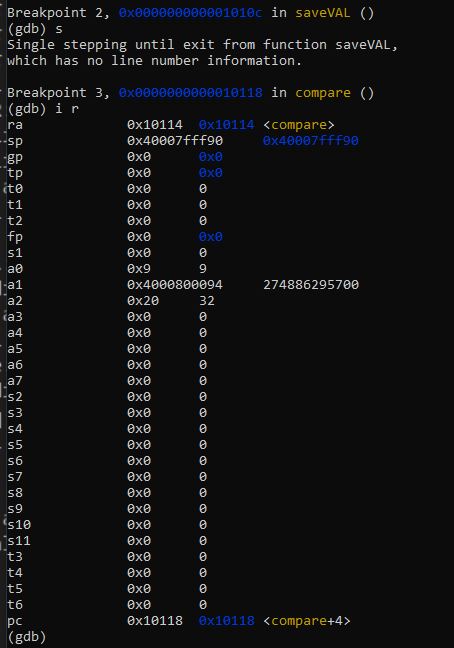 Breakpoint 2, 0x000000000001010c in saveVAL ()
(gdb) s
Single stepping until exit from function saveVAL,
which has no line number information.

Breakpoint 3, 0x0000000000010118 in compare ()
(gdb) i r
ra 0x10114 0x10114 <compare>
sp 0x40007fff90 0x40007fff90
gp 0x0 0x0
tp 0x0 0x0
t0 0x0 0
t1 0x0 0
t2 0x0 0
fp 0x0 0x0
s1 0x0 0
a0 0x9 9
a1 0x4000800094 274886295700
a2 0x20 32
a3 0x0 0
a4 0x0 0
a5 0x0 0
a6 0x0 0
a7 0x0 0
s2 0x0 0
s3 0x0 0
s4 0x0 0
s5 0x0 0
s6 0x0 0
s7 0x0 0
s8 0x0 0
s9 0x0 0
s10 0x0 0
s11 0x0 0
t3 0x0 0
t4 0x0 0
t5 0x0 0
t6 0x0 0
pc 0x10118 0x10118 <compare+4>
(gdb)